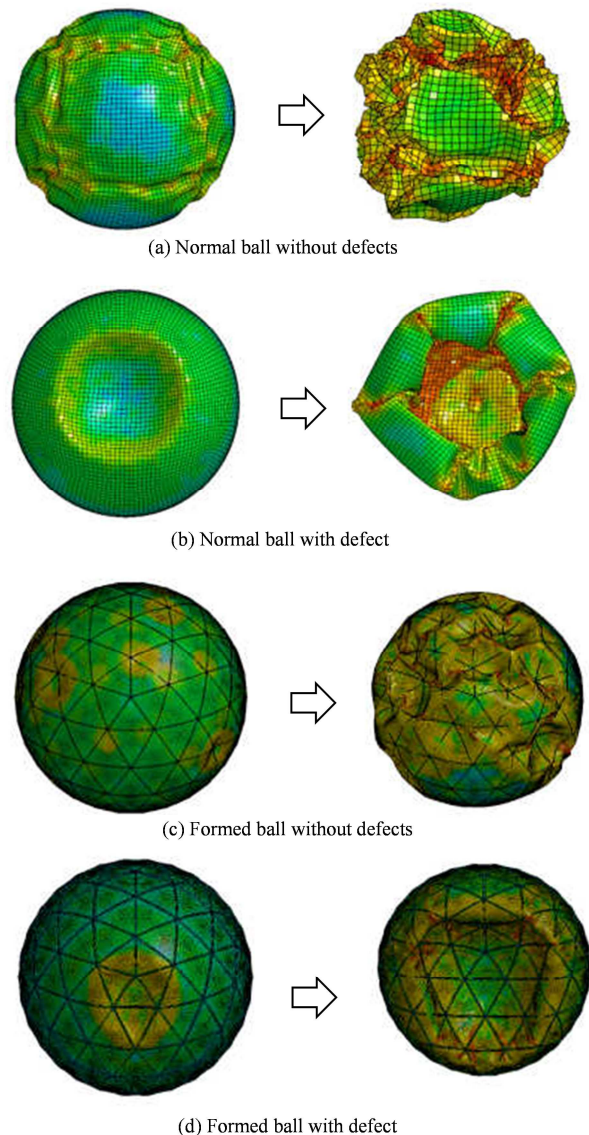 (a) Normal ball without defects
(b) Normal ball with defect
(c) Formed ball without defects
(d) Formed ball with defect